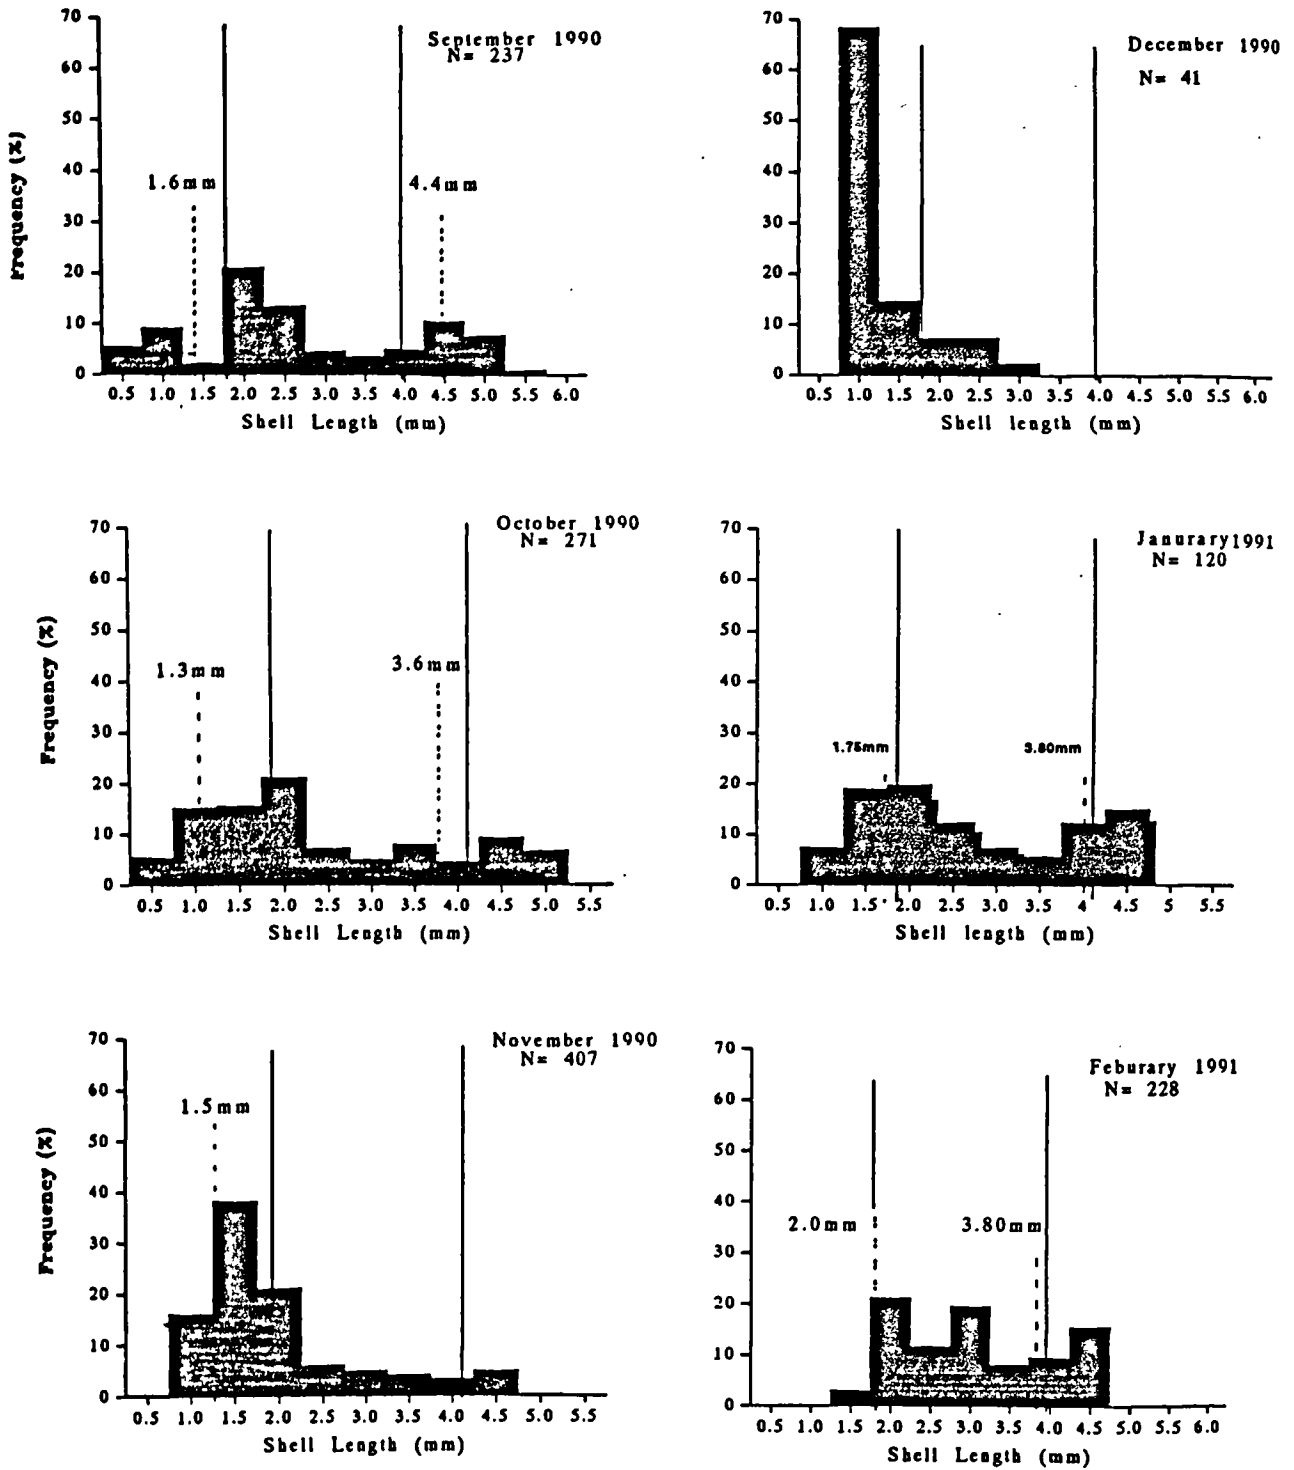 September 1990
N= 237
Frequency (%)
70
60
50
40
30
20
10
0
1.6mm
4.4mm
0.5 1.0 1.5 2.0 2.5 3.0 3.5 4.0 4.5 5.0 5.5 6.0
Shell Length (mm)
December 1990
N= 41
70
60
50
40
30
20
10
0
0.5 1.0 1.5 2.0 2.5 3.0 3.5 4.0 4.5 5.0 5.5 6.0
Shell length (mm)
October 1990
N= 271
Frequency (%)
70
60
50
40
30
20
10
0
1.3mm
3.6mm
0.5 1.0 1.5 2.0 2.5 3.0 3.5 4.0 4.5 5.0 5.5
Shell Length (mm)
Janurary1991
N= 120
70
60
50
40
30
20
10
0
1.75mm
3.80mm
0.5 1.0 1.5 2.0 2.5 3.0 3.5 4 4.5 5 5.5
Shell length (mm)
November 1990
N= 407
Frequency (%)
70
60
50
40
30
20
10
0
1.5mm
0.5 1.0 1.5 2.0 2.5 3.0 3.5 4.0 4.5 5.0 5.5
Shell Length (mm)
Feburary 1991
N= 228
70
60
50
40
30
20
10
0
2.0mm
3.80mm
0.5 1.0 1.5 2.0 2.5 3.0 3.5 4.0 4.5 5.0 5.5 6.0
Shell Length (mm)